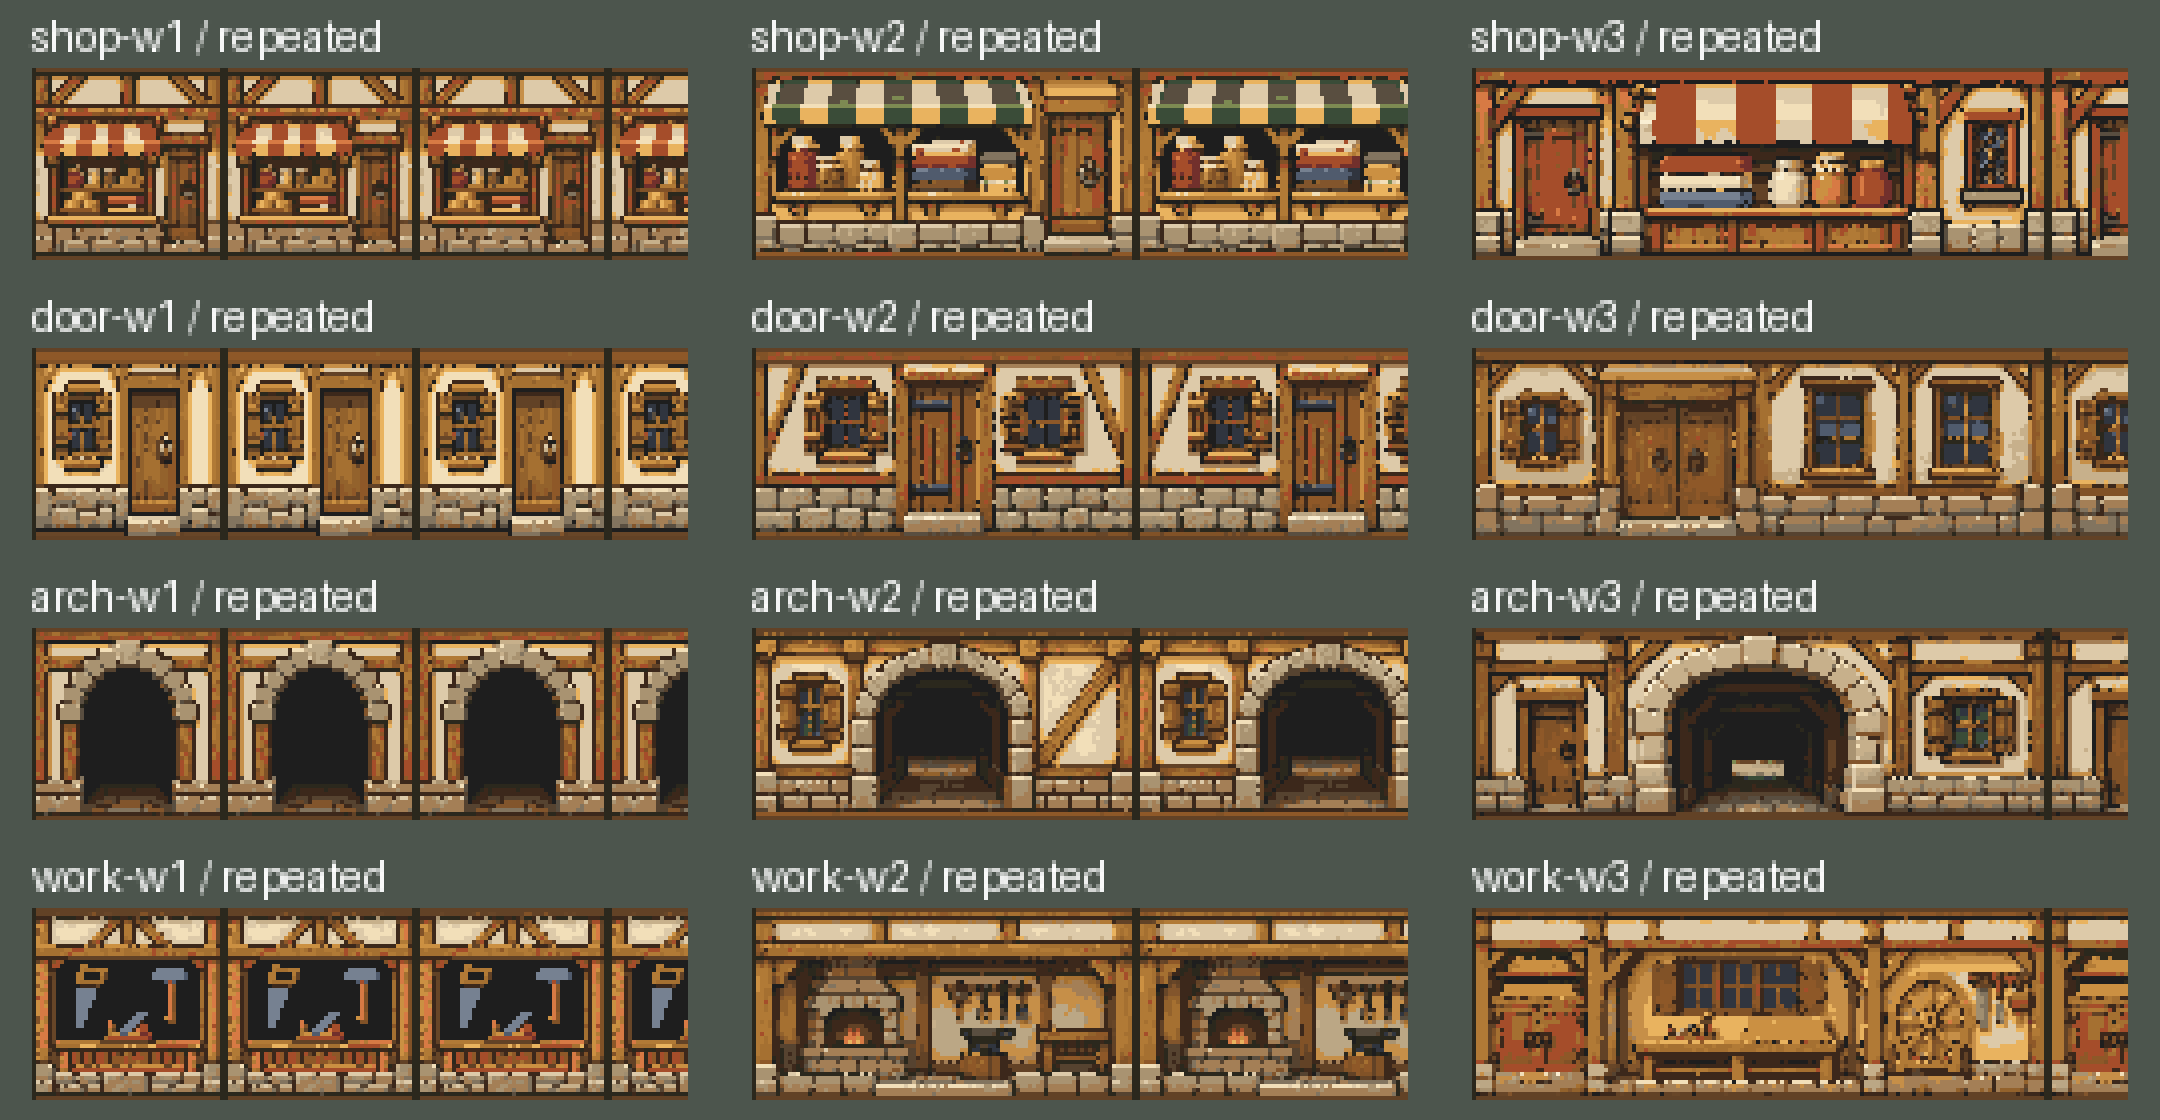 shop-w1 / repeated
shop-w2 / repeated
shop-w3 / repeated
door-w1 / repeated
door-w2 / repeated
door-w3 / repeated
arch-w1 / repeated
arch-w2 / repeated
arch-w3 / repeated
work-w1 / repeated
work-w2 / repeated
work-w3 / repeated